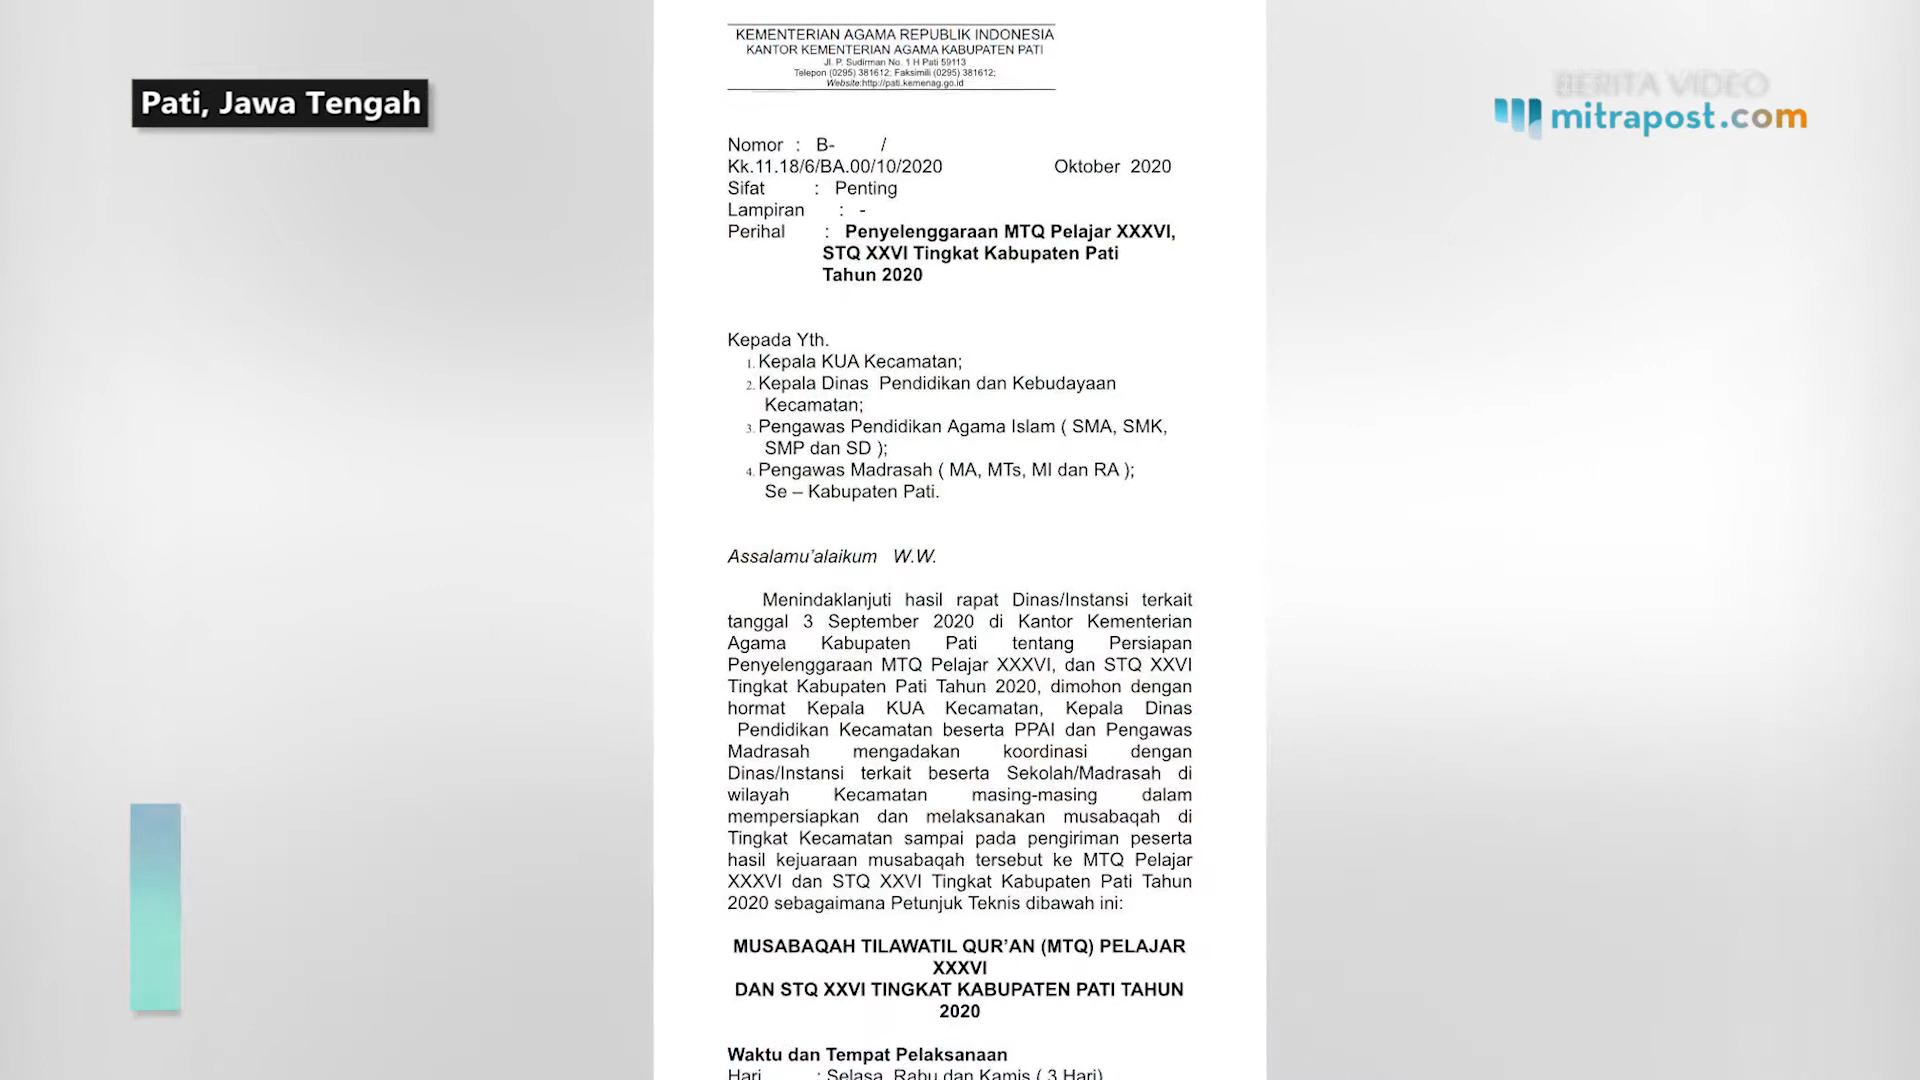 KEMENTERIAN AGAMA REPUBLIK INDONESIA
KANTOR KEMENTERIAN AGAMA KABUPATEN PATI
Jl. P. Sudirman No. 1 H Pati 59113
Telepon (0295) 381612; Faksimili (0295) 381612;
Website:http://pati.kemenag.go.id
Pati, Jawa Tengah
BERITA VIDEO
mitrapost.com
Nomor : B- /
Kk.11.18/6/BA.00/10/2020 Oktober 2020
Sifat : Penting
Lampiran : -
Perihal : Penyelenggaraan MTQ Pelajar XXXVI,
STQ XXVI Tingkat Kabupaten Pati
Tahun 2020
Kepada Yth.
1. Kepala KUA Kecamatan;
2. Kepala Dinas Pendidikan dan Kebudayaan
Kecamatan;
3. Pengawas Pendidikan Agama Islam ( SMA, SMK,
SMP dan SD );
4. Pengawas Madrasah ( MA, MTs, MI dan RA );
Se – Kabupaten Pati.
Assalamu’alaikum W.W.
Menindaklanjuti hasil rapat Dinas/Instansi terkait
tanggal 3 September 2020 di Kantor Kementerian
Agama Kabupaten Pati tentang Persiapan
Penyelenggaraan MTQ Pelajar XXXVI, dan STQ XXVI
Tingkat Kabupaten Pati Tahun 2020, dimohon dengan
hormat Kepala KUA Kecamatan, Kepala Dinas
Pendidikan Kecamatan beserta PPAI dan Pengawas
Madrasah mengadakan koordinasi dengan
Dinas/Instansi terkait beserta Sekolah/Madrasah di
wilayah Kecamatan masing-masing dalam
mempersiapkan dan melaksanakan musabaqah di
Tingkat Kecamatan sampai pada pengiriman peserta
hasil kejuaraan musabaqah tersebut ke MTQ Pelajar
XXXVI dan STQ XXVI Tingkat Kabupaten Pati Tahun
2020 sebagaimana Petunjuk Teknis dibawah ini:
MUSABAQAH TILAWATIL QUR’AN (MTQ) PELAJAR
XXXVI
DAN STQ XXVI TINGKAT KABUPATEN PATI TAHUN
2020
Waktu dan Tempat Pelaksanaan
Hari : Selasa, Rabu dan Kamis ( 3 Hari)